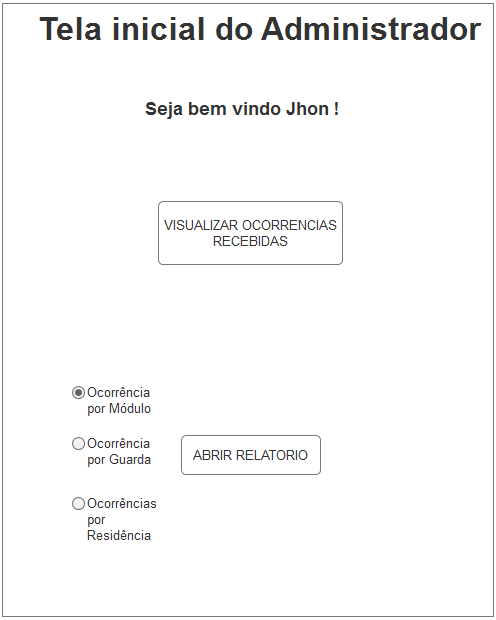 Tela inicial do Administrador
Seja bem vindo Jhon !
VISUALIZAR OCORRENCIAS
RECEBIDAS
Ocorrência
por Módulo
Ocorrência
por Guarda
ABRIR RELATORIO
Ocorrências
por
Residência